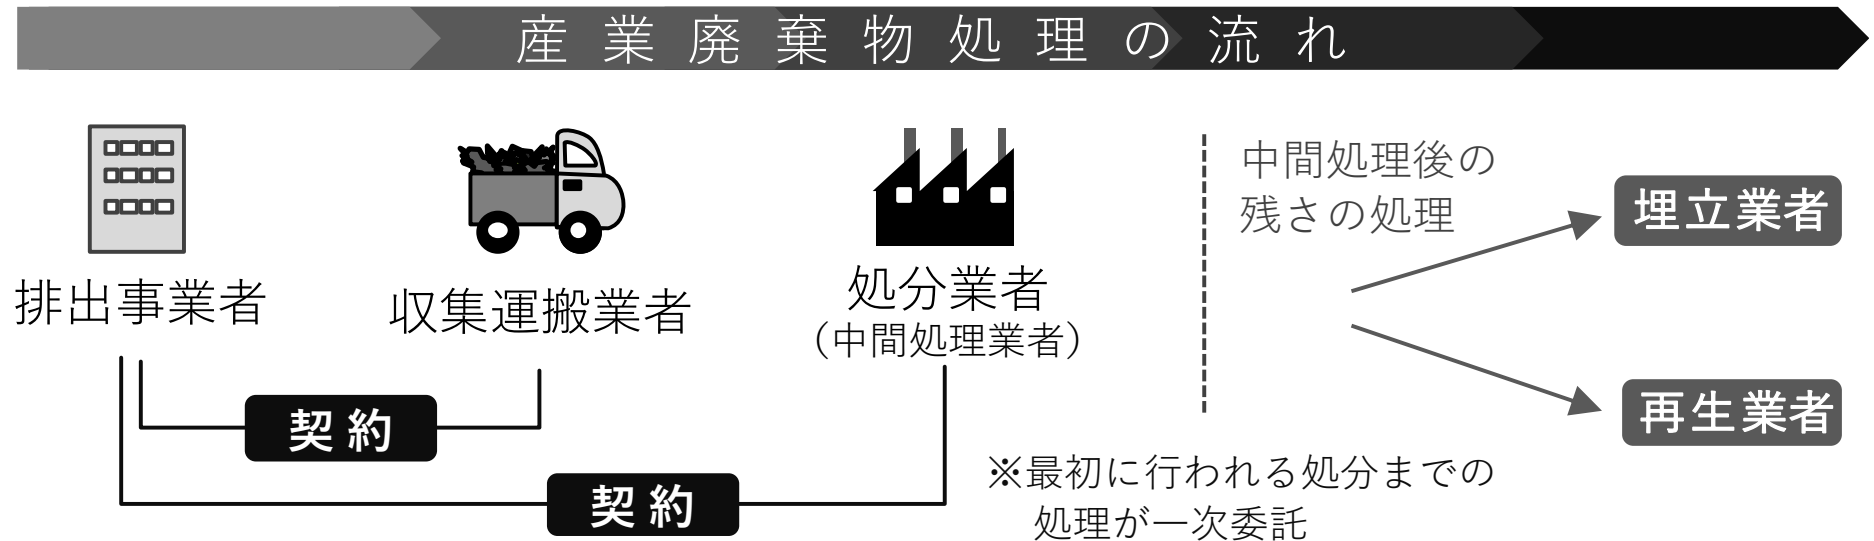 産業廃棄物処理の流れ
排出事業者
収集運搬業者
処分業者
（中間処理業者）
契約
契約
中間処理後の
残さの処理
埋立業者
再生業者
※最初に行われる処分までの
処理が一次委託